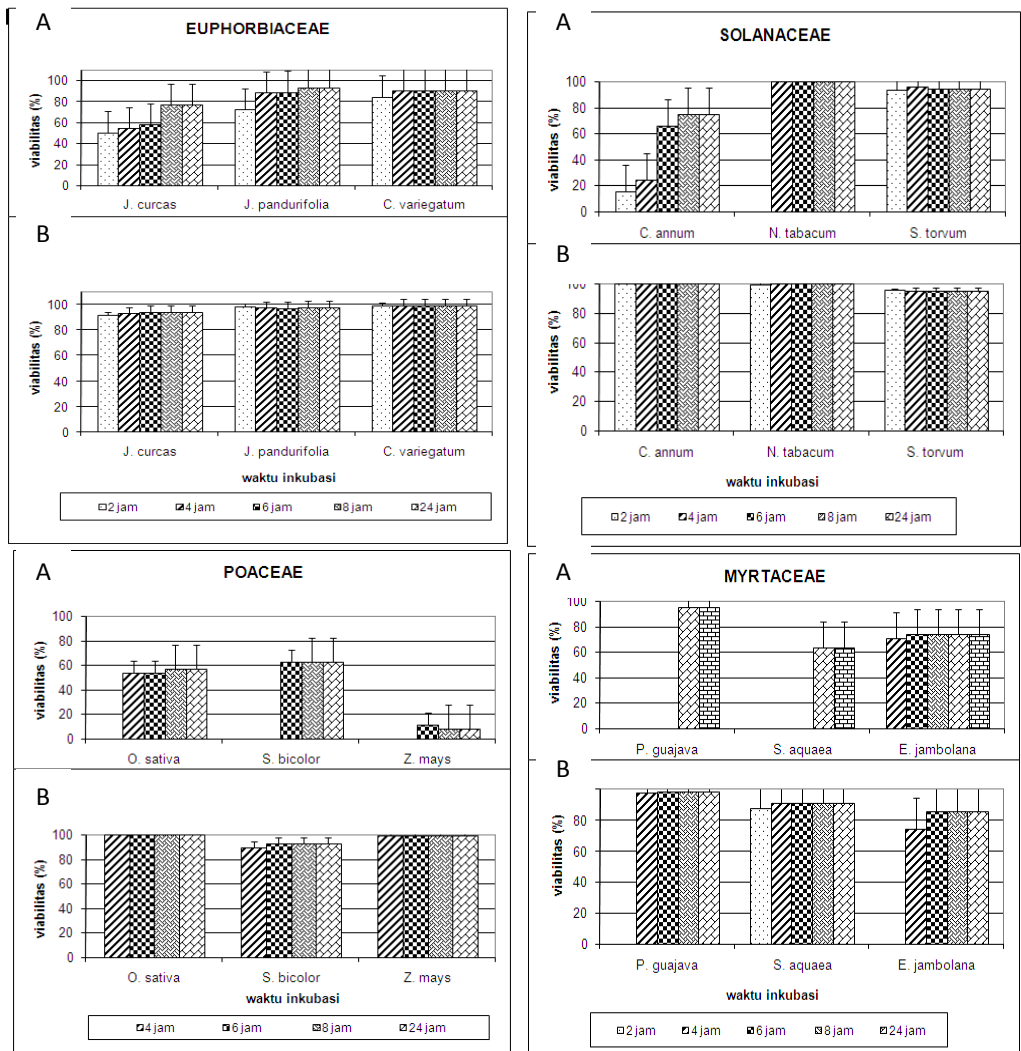 A
EUPHORBIACEAE
viabilitas (%)
100
80
60
40
20
0
J. curcas J. pandurifolia C. variegatum
B
viabilitas (%)
100
80
60
40
20
0
J. curcas J. pandurifolia C. variegatum
waktu inkubasi
2 jam 4 jam 6 jam 8 jam 24 jam
A
SOLANACEAE
viabilitas (%)
100
80
60
40
20
0
C. annum N. tabacum S. torvum
B
viabilitas (%)
100
80
60
40
20
0
C. annum N. tabacum S. torvum
waktu inkubasi
2 jam 4 jam 6 jam 8 jam 24 jam
A
POACEAE
viabilitas (%)
100
80
60
40
20
0
O. sativa S. bicolor Z. mays
B
viabilitas (%)
100
80
60
40
20
0
O. sativa S. bicolor Z. mays
waktu inkubasi
4 jam 6 jam 8 jam 24 jam
A
MYRTACEAE
viabilitas (%)
100
80
60
40
20
0
P. guajava S. aquaea E. jambolana
B
viabilitas (%)
80
60
40
20
0
P. guajava S. aquaea E. jambolana
waktu inkubasi
2 jam 4 jam 6 jam 8 jam 24 jam